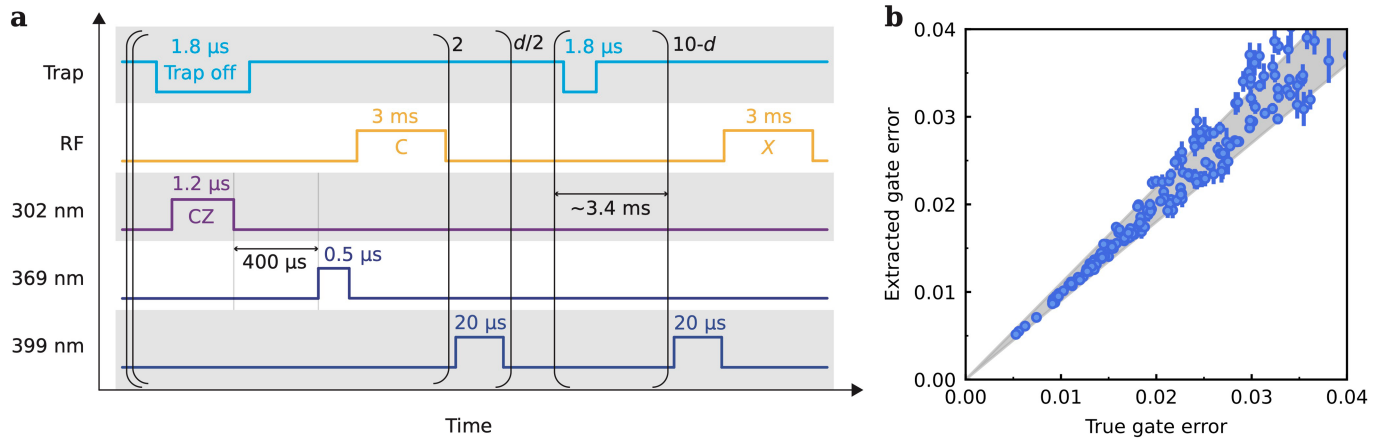 a
Trap
RF
302 nm
369 nm
399 nm
1.8 µs
Trap off
2
d/2
1.8 µs
10-d
3 ms
C
3 ms
X
1.2 µs
CZ
~3.4 ms
400 µs
0.5 µs
20 µs
20 µs
Time
b
Extracted gate error
0.04
0.03
0.02
0.01
0.00
0.00 0.01 0.02 0.03 0.04
True gate error